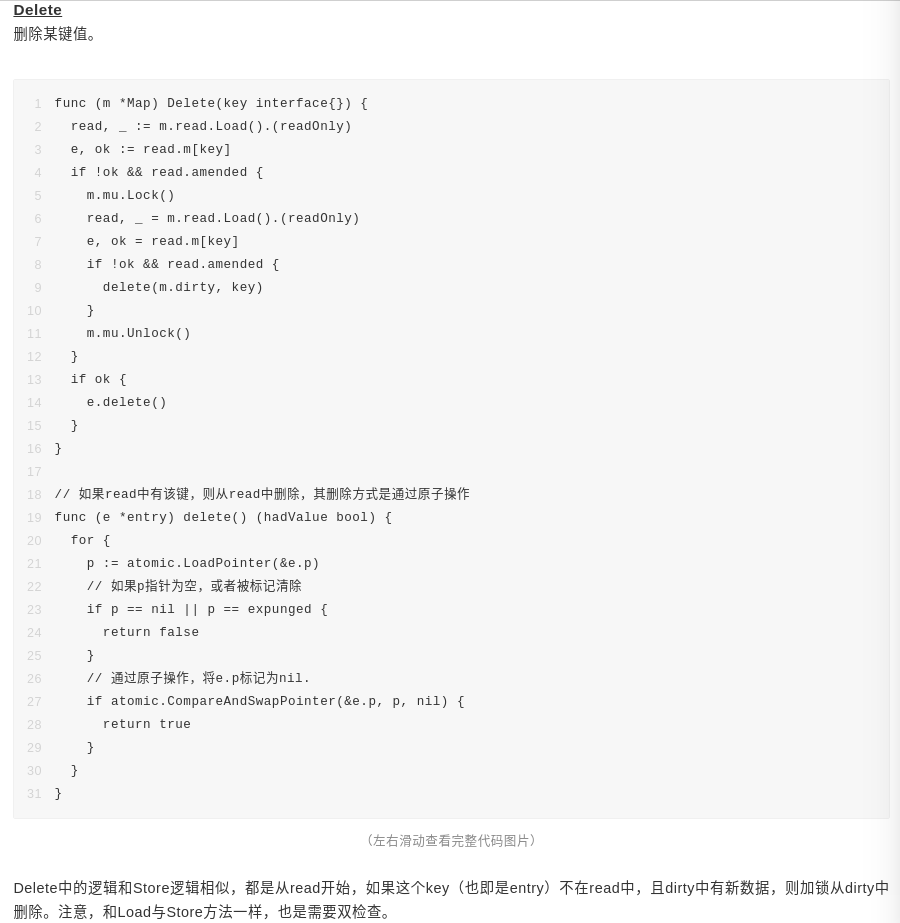 Delete
删除某键值。
1 func (m *Map) Delete(key interface{}) {
2   read, _ := m.read.Load().(readOnly)
3   e, ok := read.m[key]
4   if !ok && read.amended {
5     m.mu.Lock()
6     read, _ = m.read.Load().(readOnly)
7     e, ok = read.m[key]
8     if !ok && read.amended {
9       delete(m.dirty, key)
10     }
11     m.mu.Unlock()
12   }
13   if ok {
14     e.delete()
15   }
16 }
17
18 // 如果read中有该键，则从read中删除，其删除方式是通过原子操作
19 func (e *entry) delete() (hadValue bool) {
20   for {
21     p := atomic.LoadPointer(&e.p)
22     // 如果p指针为空，或者被标记清除
23     if p == nil || p == expunged {
24       return false
25     }
26     // 通过原子操作，将e.p标记为nil.
27     if atomic.CompareAndSwapPointer(&e.p, p, nil) {
28       return true
29     }
30   }
31 }
（左右滑动查看完整代码图片）
Delete中的逻辑和Store逻辑相似，都是从read开始，如果这个key（也即是entry）不在read中，且dirty中有新数据，则加锁从dirty中
删除。注意，和Load与Store方法一样，也是需要双检查。